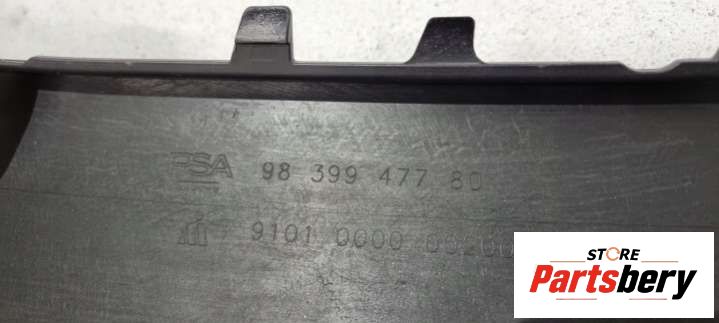 PSA 98 399 477 80
9101 0000
STORE
Partsbery